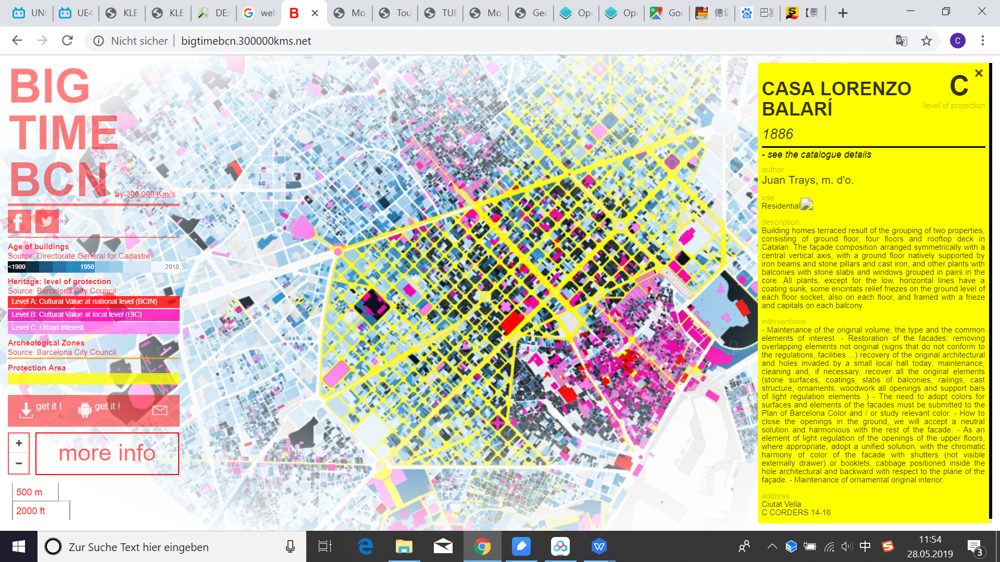 UNI
UE4
KLE
KLE
DE:
web
Mo
Tou
TUR
Mo
Geo
Ope
Ope
Goo
Nicht sicher
bigtimebcn.300000kms.net
C
BIG
TIME
BCN
by 300.000 Km/s
Age of buildings
Source: Directorate General for Cadastre
<1900 1950 2010
Heritage: level of protection
Source: Barcelona City Council
Level A: Cultural Value at national level (BCIN)
Level B: Cultural Value at local level (BIC)
Level C: Urban interest
Archeological Zones
Source: Barcelona City Council
Protection Area
get it ! get it !
+
−
more info
500 m
2000 ft
CASA LORENZO
BALARÍ
C
level of protection
1886
- see the catalogue details
author
Juan Trays, m. d'o.
use
Residential
description
Building homes terraced result of the grouping of two properties,
consisting of ground floor, four floors and rooftop deck in
Catalan. The façade composition arranged symmetrically with a
central vertical axis, with a ground floor natively supported by
iron beams and stone pillars and cast iron, and other plants with
balconies with stone slabs and windows grouped in pairs in the
core. All plants, except for the low, horizontal lines have a
coating sunk, some encintats relief friezes on the ground level of
each floor socket, also on each floor, and framed with a frieze
and capitals on each balcony.
interventions
- Maintenance of the original volume, the type and the common
elements of interest. - Restoration of the facades: removing
overlapping elements not original (signs that do not conform to
the regulations, facilities ...) recovery of the original architectural
and holes invaded by a small local hall today; maintenance,
cleaning and, if necessary, recover all the original elements
(stone surfaces, coatings, slabs of balconies, railings, cast
structure, ornaments, woodwork all openings and support bars
of light regulation elements .) - The need to adopt colors for
surfaces and elements of the facades must be submitted to the
Plan of Barcelona Color and / or study relevant color. - How to
close the openings in the ground, we will accept a neutral
solution and harmonious with the rest of the facade. - As an
element of light regulation of the openings of the upper floors,
where appropriate, adopt a unified solution, with the chromatic
harmony of color of the facade with shutters (not visible
externally drawer) or booklets, cabbage positioned inside the
hole architectural and backward with respect to the plane of the
façade. - Maintenance of ornamental original interior.
address
Ciutat Vella
C CORDERS 14-16
Zur Suche Text hier eingeben
中
11:54
28.05.2019
3